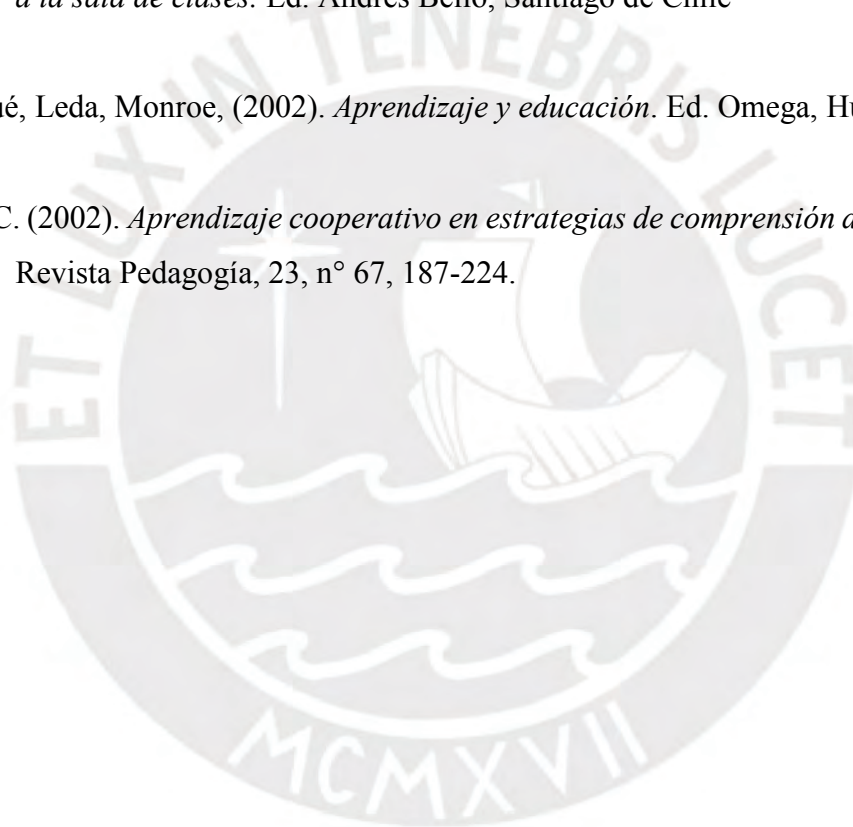 a la sala de clases. Ed. Andrés Bello, Santiago de Chile
ué, Leda, Monroe, (2002). Aprendizaje y educación. Ed. Omega, Hu
C. (2002). Aprendizaje cooperativo en estrategias de comprensión
Revista Pedagogía, 23, n° 67, 187-224.
ET LUX IN TENEBRIS LUCET
MCMXVII